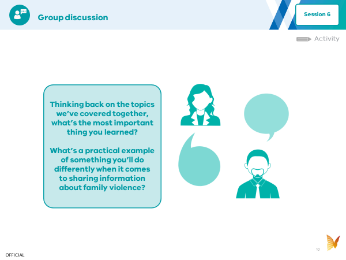 Group discussion
Session 6
Activity
Thinking back on the topics
we've covered together,
what's the most important
thing you learned?
What's a practical example
of something you'll do
differently when it comes
to sharing information
about family violence?
OFFICIAL